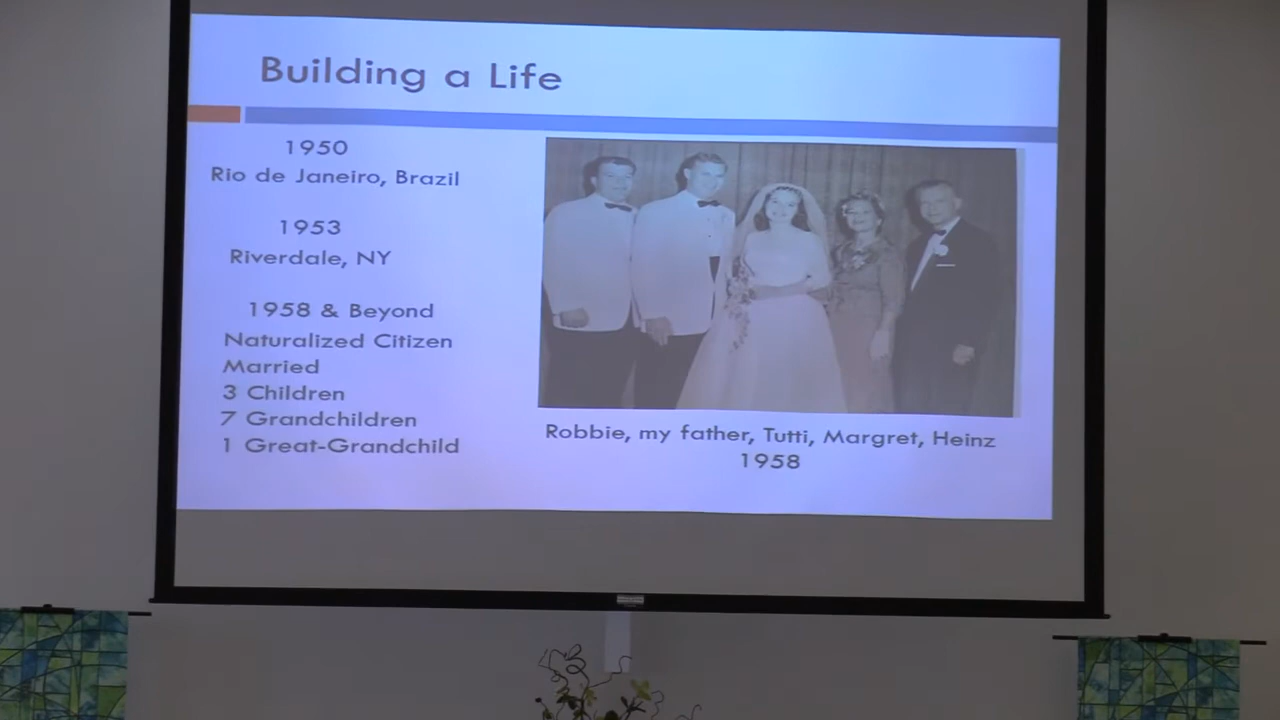 Building a Life
1950
Rio de Janeiro, Brazil
1953
Riverdale, NY
1958 & Beyond
Naturalized Citizen
Married
3 Children
7 Grandchildren
1 Great-Grandchild
Robbie, my father, Tutti, Margret, Heinz
1958